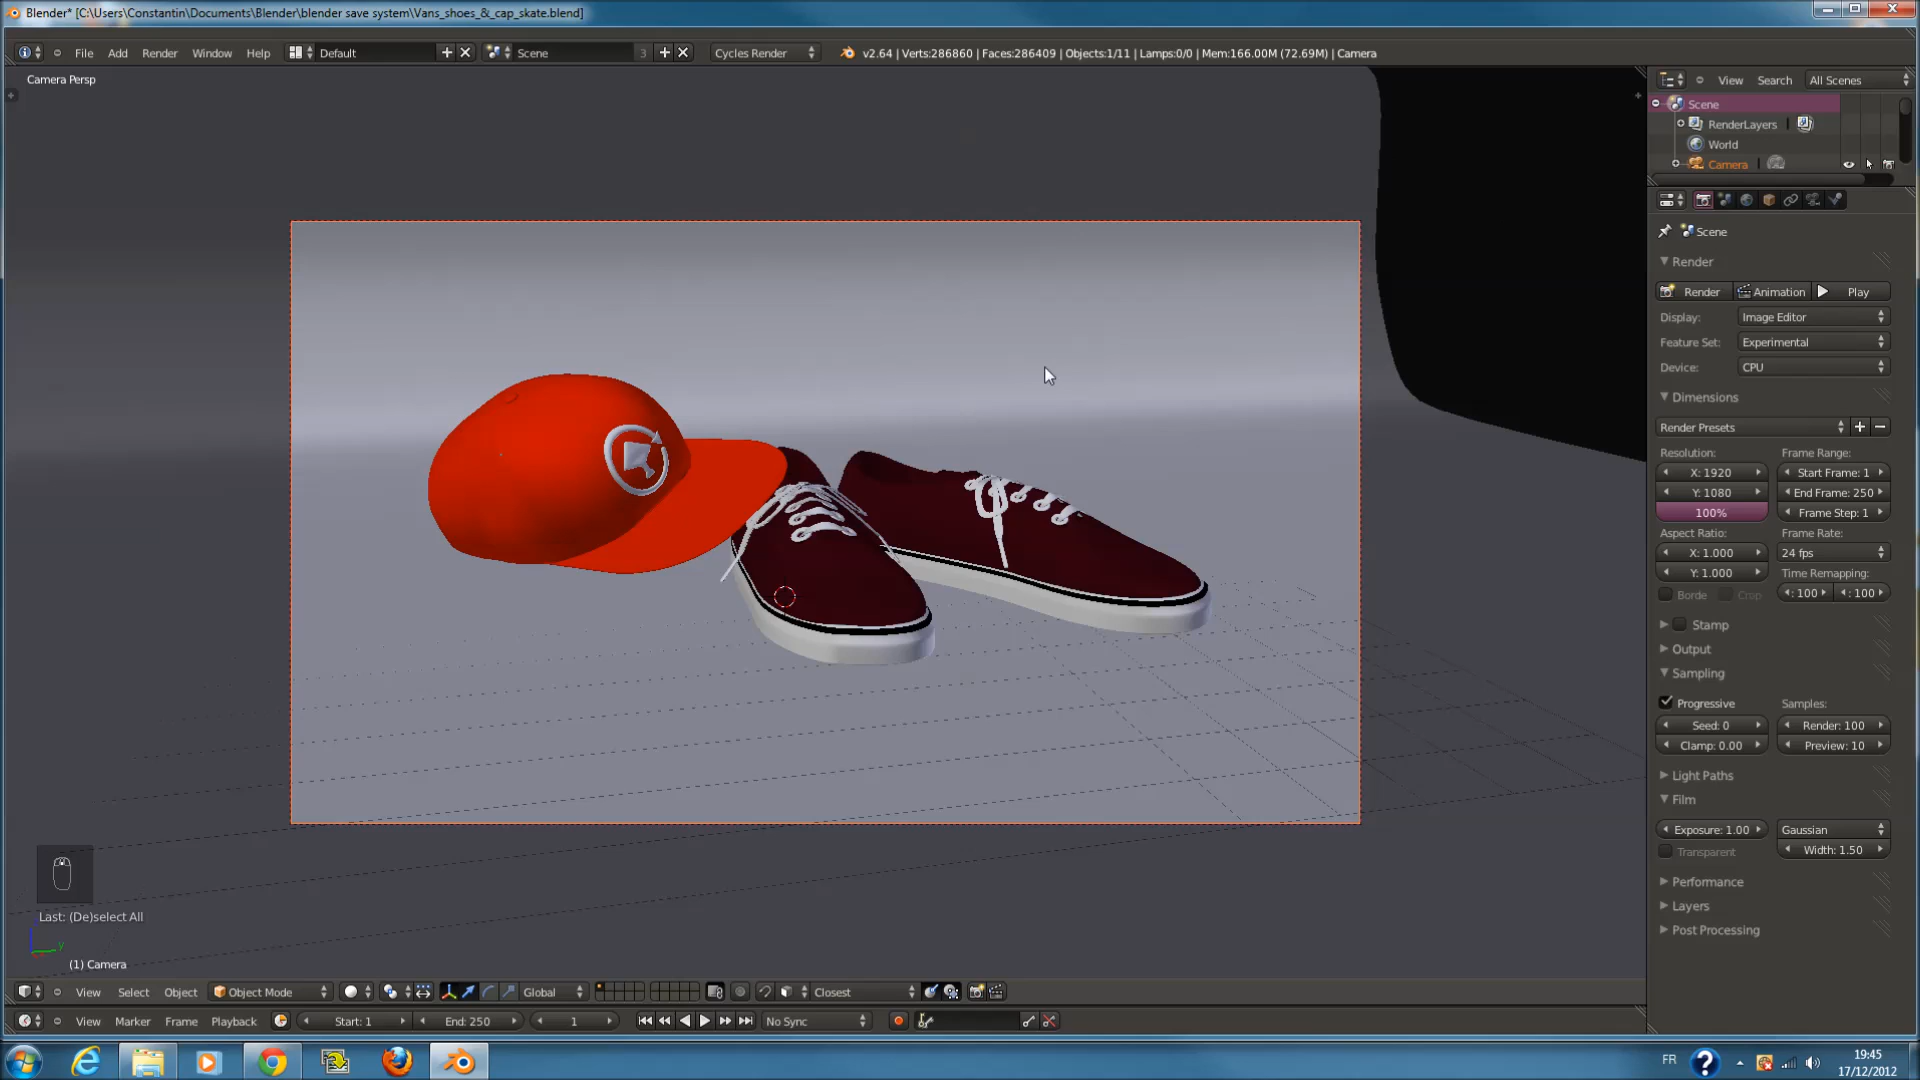 Blender* [C:\Users\Constantin\Documents\Blender\blender save system\Vans_shoes_&_cap_skate.blend]
File Add Render Window Help Default Scene 3 Cycles Render v2.64 | Verts:286860 | Faces:286409 | Objects:1/11 | Lamps:0/0 | Mem:166.00M (72.69M) | Camera
Camera Persp
View Search All Scenes
Scene
RenderLayers
World
Camera
Scene
Render
Render Animation Play
Display: Image Editor
Feature Set: Experimental
Device: CPU
Dimensions
Render Presets
Resolution: Frame Range:
X: 1920 Start Frame: 1
Y: 1080 End Frame: 250
100% Frame Step: 1
Aspect Ratio: Frame Rate:
X: 1.000 24 fps
Y: 1.000 Time Remapping:
Borde Crop : 100 : 100
Stamp
Output
Sampling
Progressive Samples:
Seed: 0 Render: 100
Clamp: 0.00 Preview: 10
Light Paths
Film
Exposure: 1.00 Gaussian
Transparent Width: 1.50
Performance
Layers
Post Processing
Last: (De)select All
y
(1) Camera
View Select Object Object Mode Global Closest
View Marker Frame Playback Start: 1 End: 250 1 No Sync
FR ? 19:45
17/12/2012